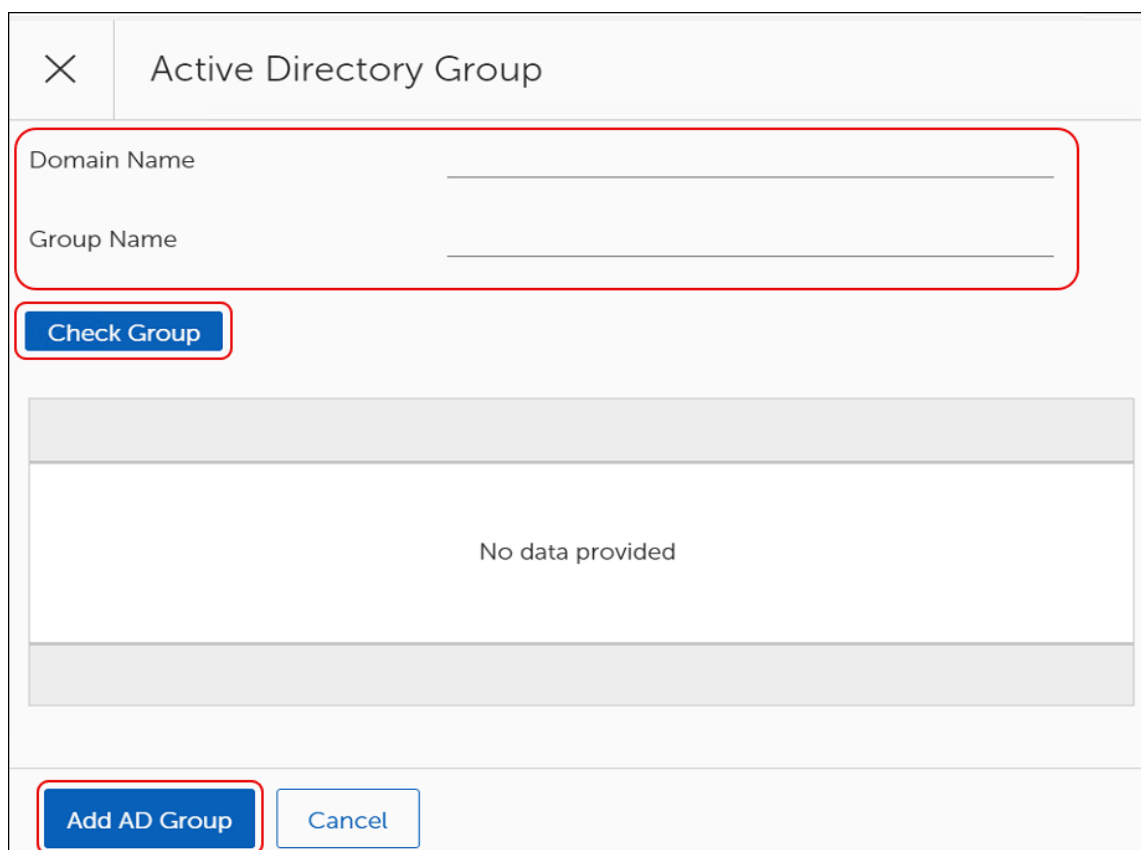 Active Directory Group
Domain Name
Group Name
Check Group
No data provided
Add AD Group
Cancel